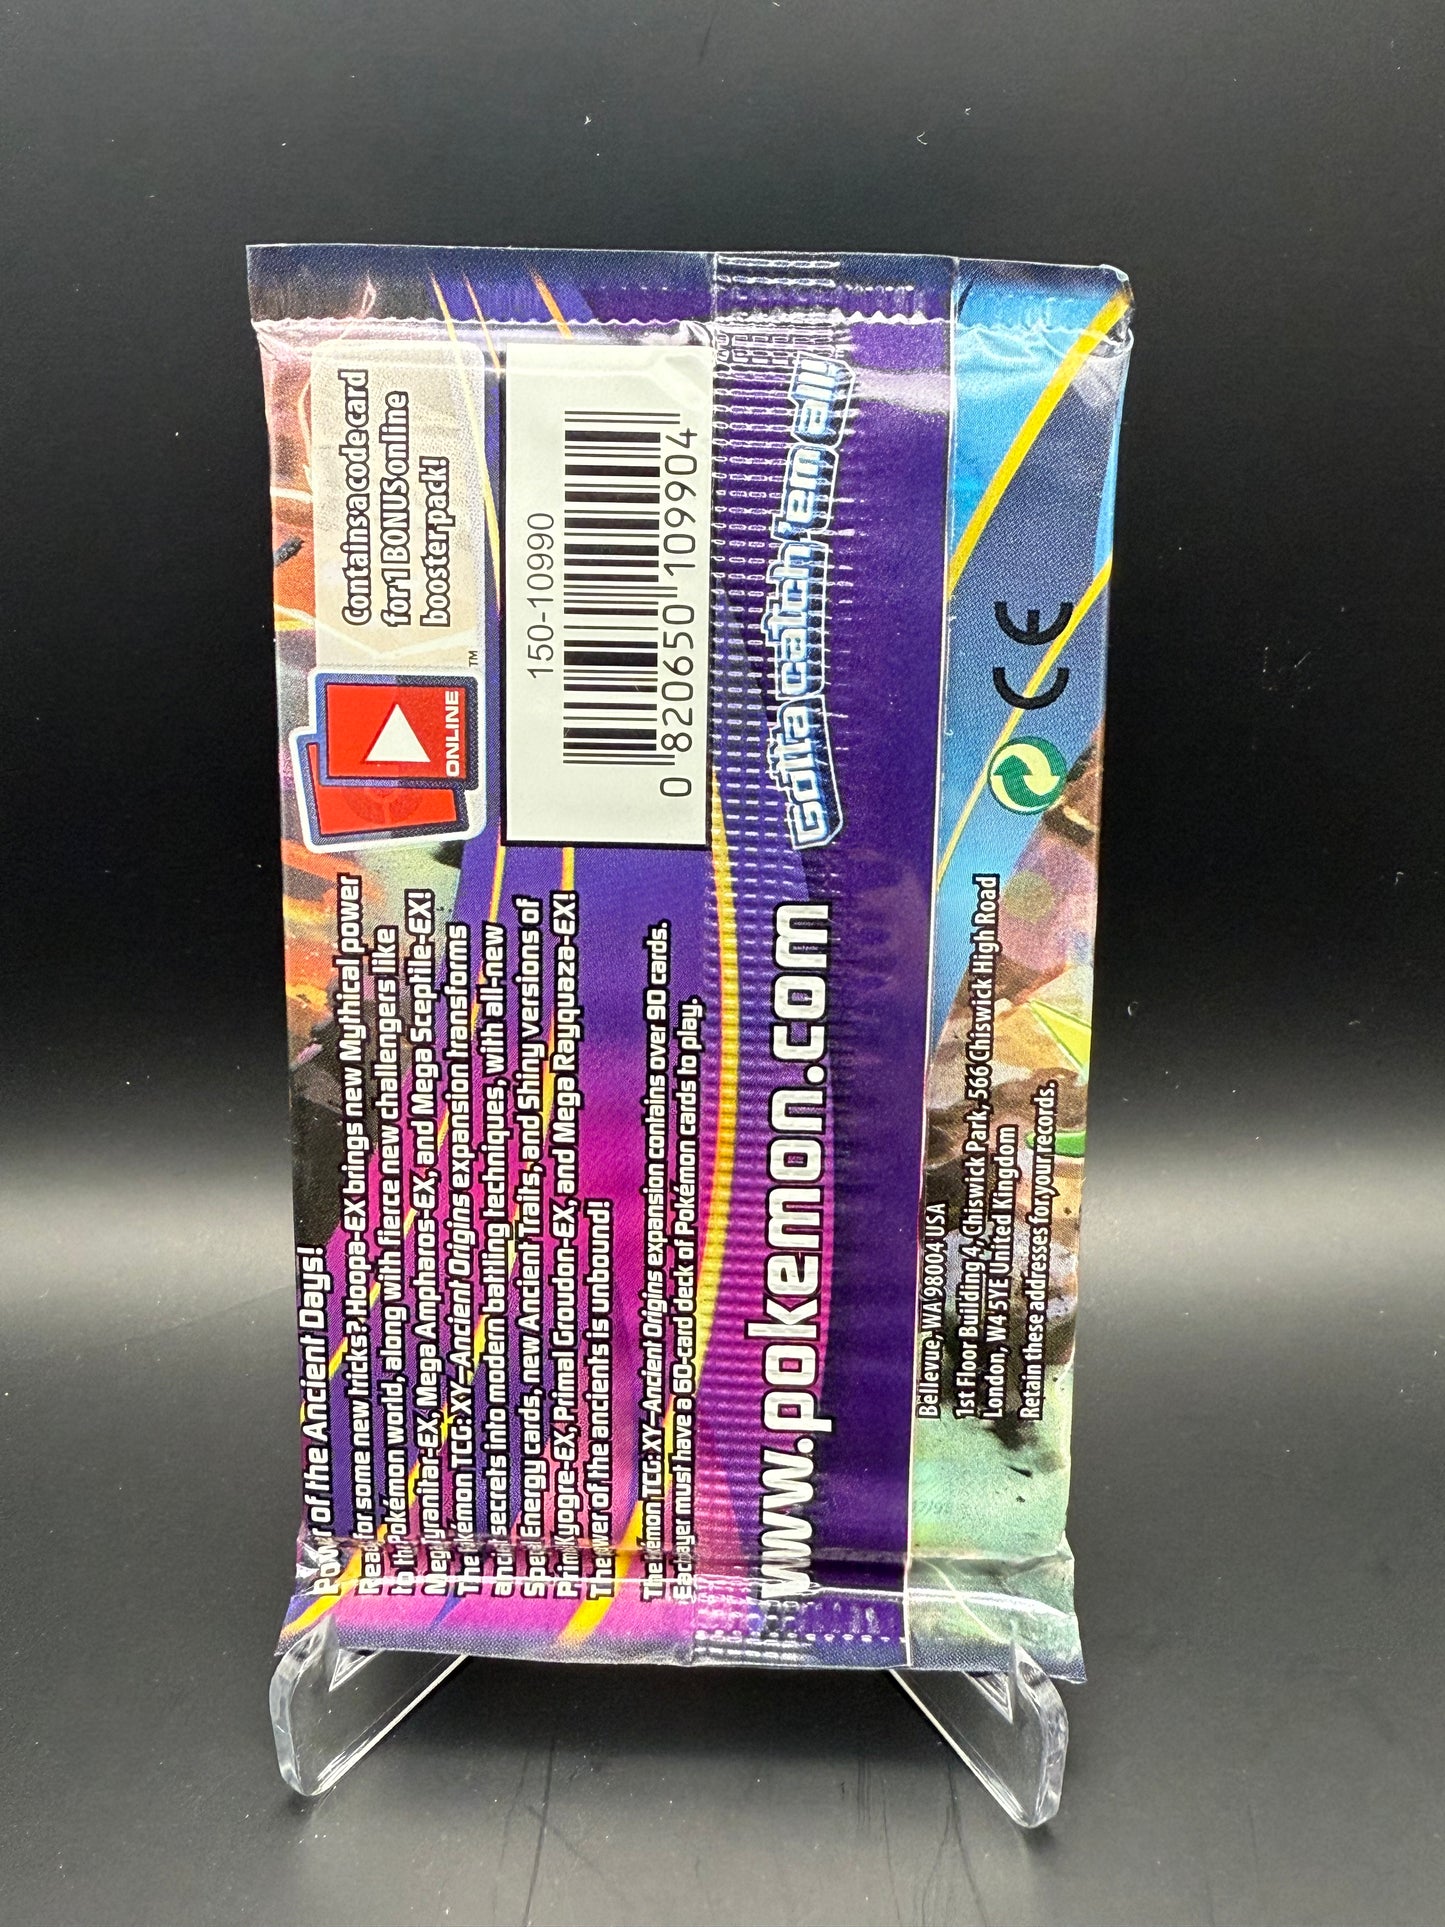 Power of the Ancient Days!
Ready for some new tricks? Hoopa-EX brings new Mythical power
to the Pokémon world, along with fierce new challengers like
Mega Tyranitar-EX, Mega Ampharos-EX, and Mega Sceptile-EX!
The Pokémon TCG: XY–Ancient Origins expansion transforms
ancient secrets into modern battling techniques, with all-new
Special Energy cards, new Ancient Traits, and Shiny versions of
Primal Kyogre-EX, Primal Groudon-EX, and Mega Rayquaza-EX!
The power of the ancients is unbound!
The Pokémon TCG: XY–Ancient Origins expansion contains over 90 cards.
Each player must have a 60-card deck of Pokémon cards to play.
ONLINE
TM
Contains a code card
for 1 BONUS online
booster pack!
150-10990
0 820650 109904
www.pokemon.com
Gotta catch 'em all!
Bellevue, WA 98004 USA
1st Floor Building 4, Chiswick Park, 566 Chiswick High Road
London, W4 5YE United Kingdom
Retain these addresses for your records.
CE